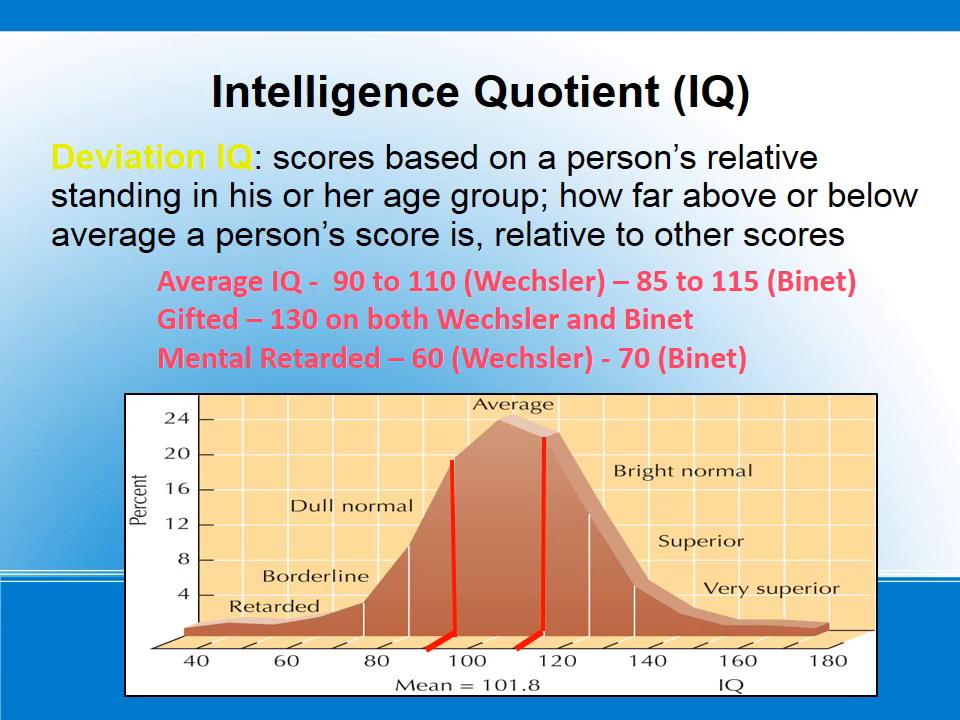 Intelligence Quotient (IQ)
Deviation IQ: scores based on a person’s relative
standing in his or her age group; how far above or below
average a person’s score is, relative to other scores
Average IQ -  90 to 110 (Wechsler) – 85 to 115 (Binet)
Gifted – 130 on both Wechsler and Binet
Mental Retarded – 60 (Wechsler) - 70 (Binet)
Average
24
20
16
12
8
4
Percent
Bright normal
Dull normal
Superior
Borderline
Very superior
Retarded
40 60 80 100 120 140 160 180
Mean = 101.8 IQ